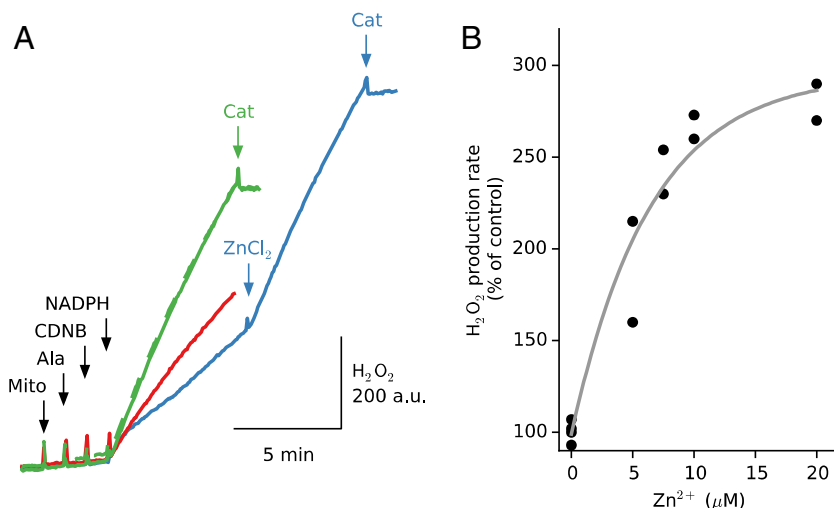 A
Cat
Cat
ZnCl₂
NADPH
CDNB
Ala
Mito
H₂O₂
200 a.u.
5 min
B
H₂O₂ production rate
(% of control)
300
250
200
150
100
0
5
10
15
20
Zn²⁺ (μM)